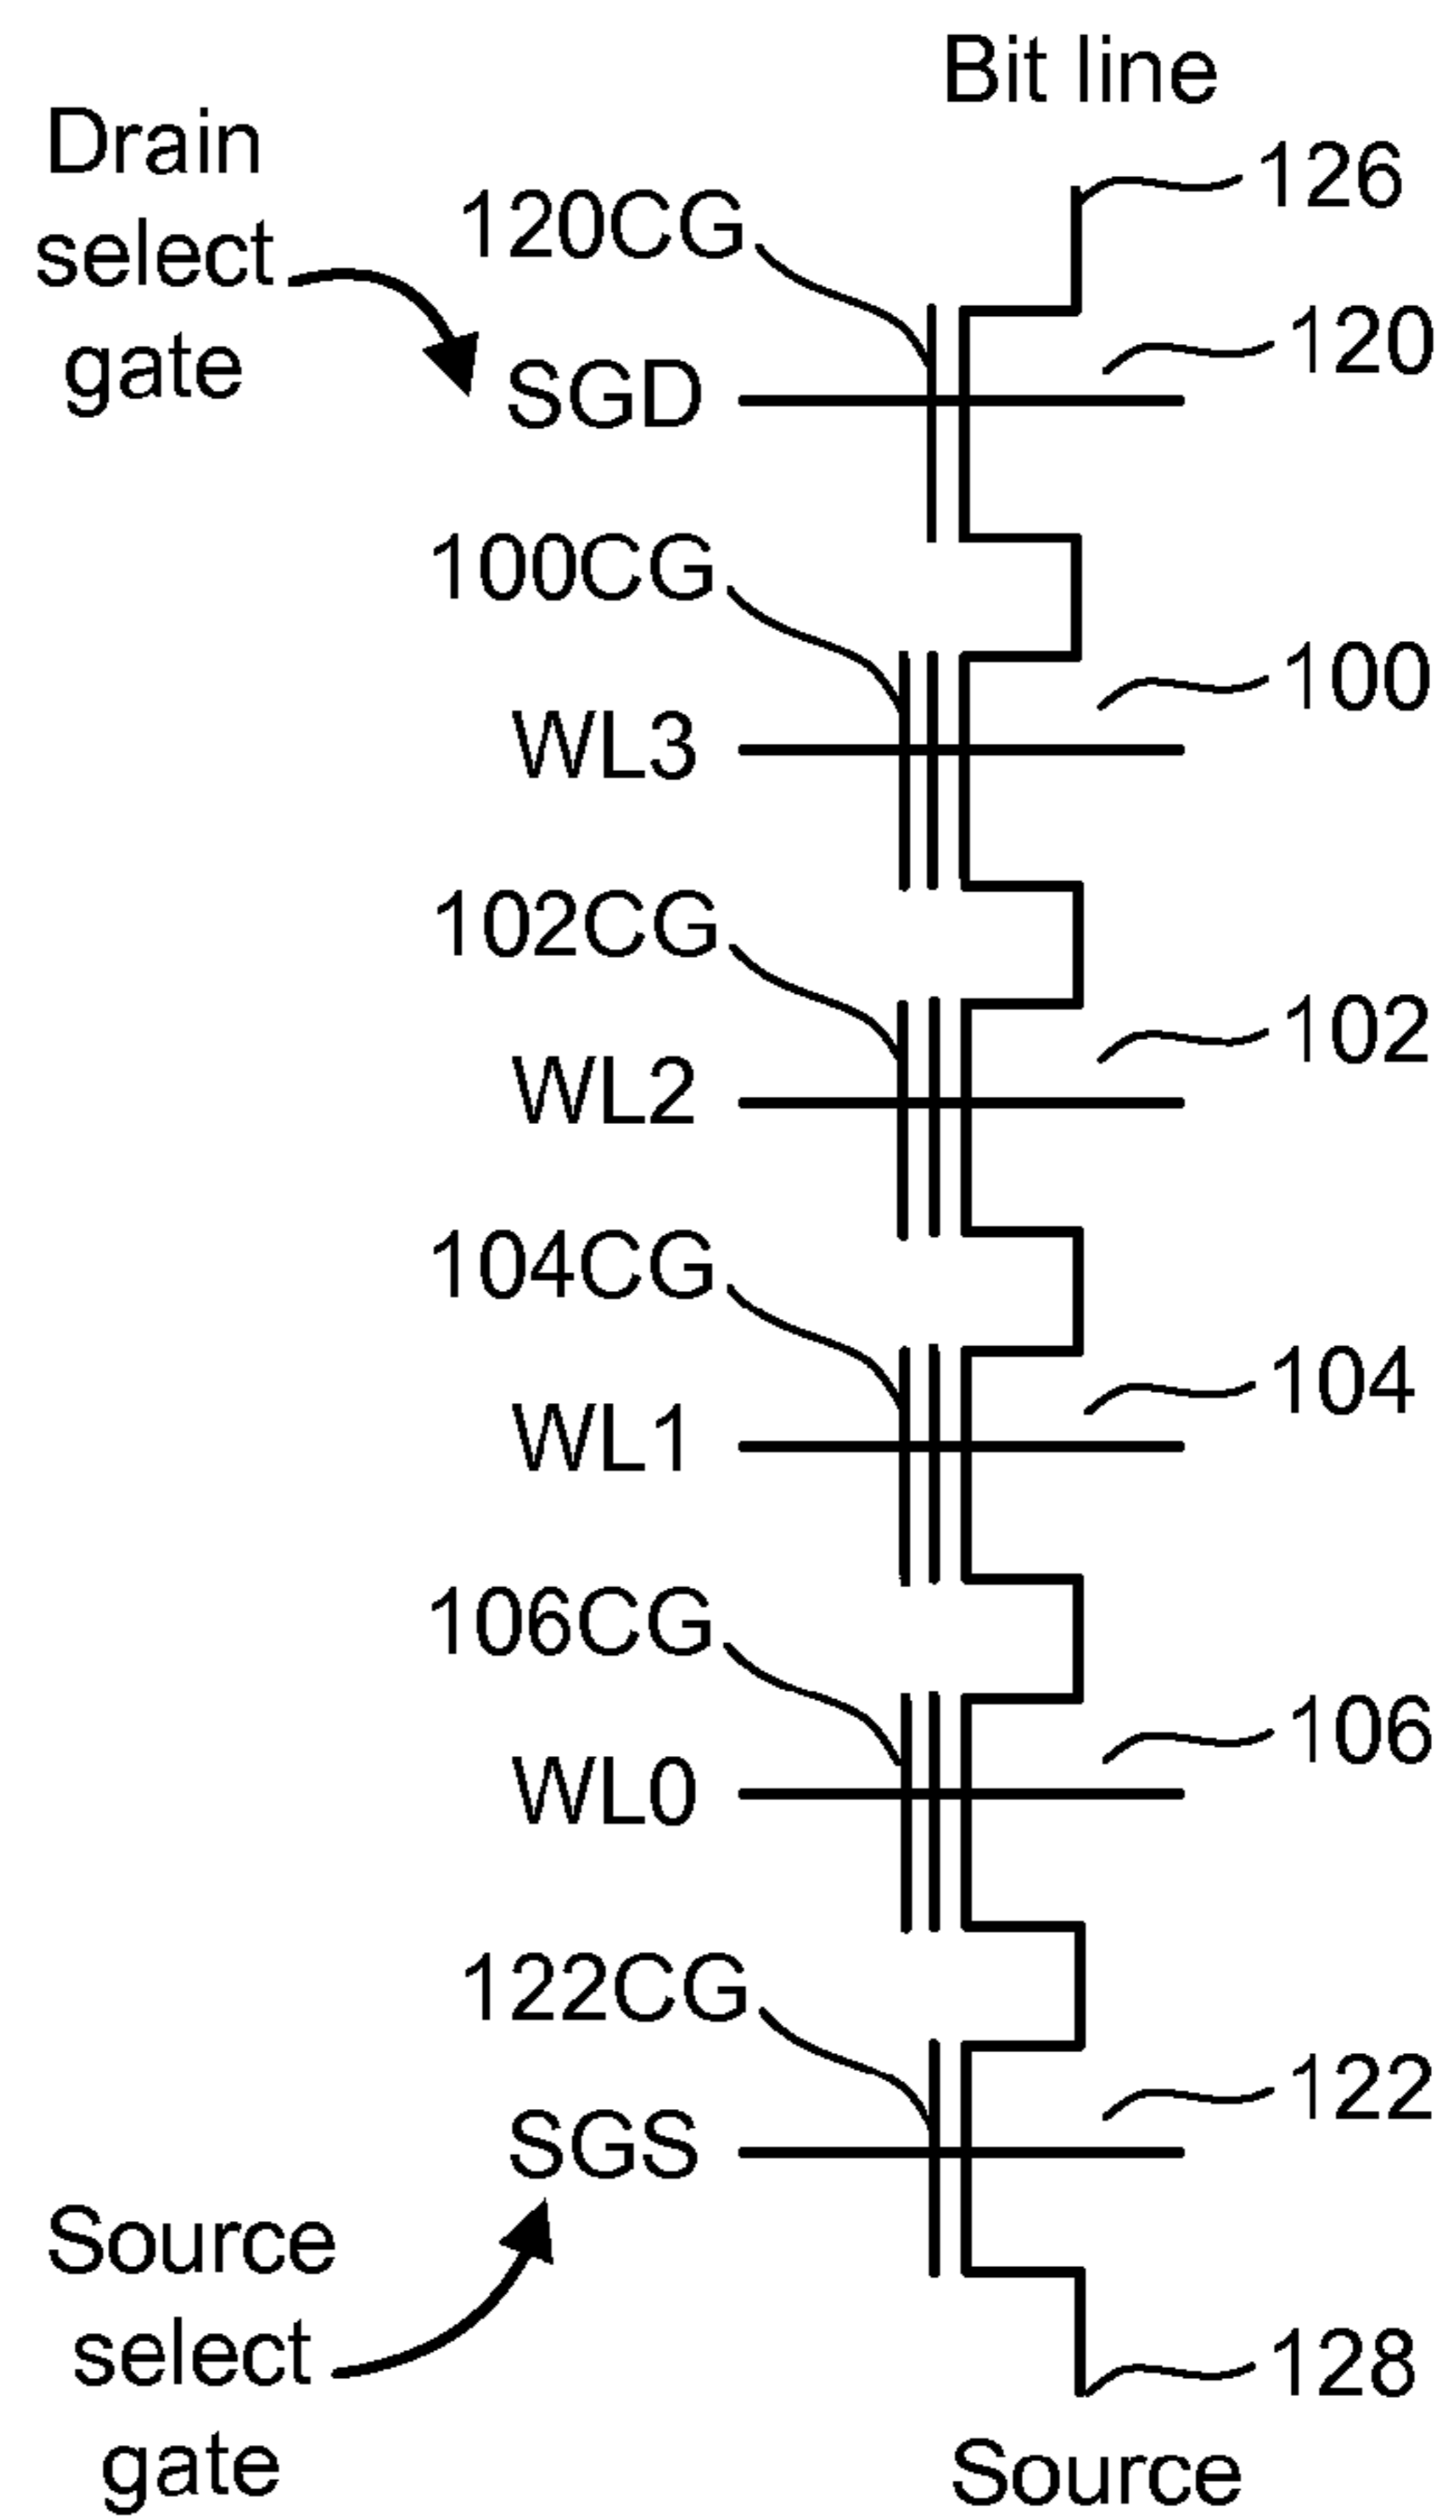 Bit line
126
Drain
select
gate
120CG
120
SGD
100CG
100
WL3
102CG
102
WL2
104CG
104
WL1
106CG
106
WL0
122CG
122
SGS
Source
select
gate
128
Source